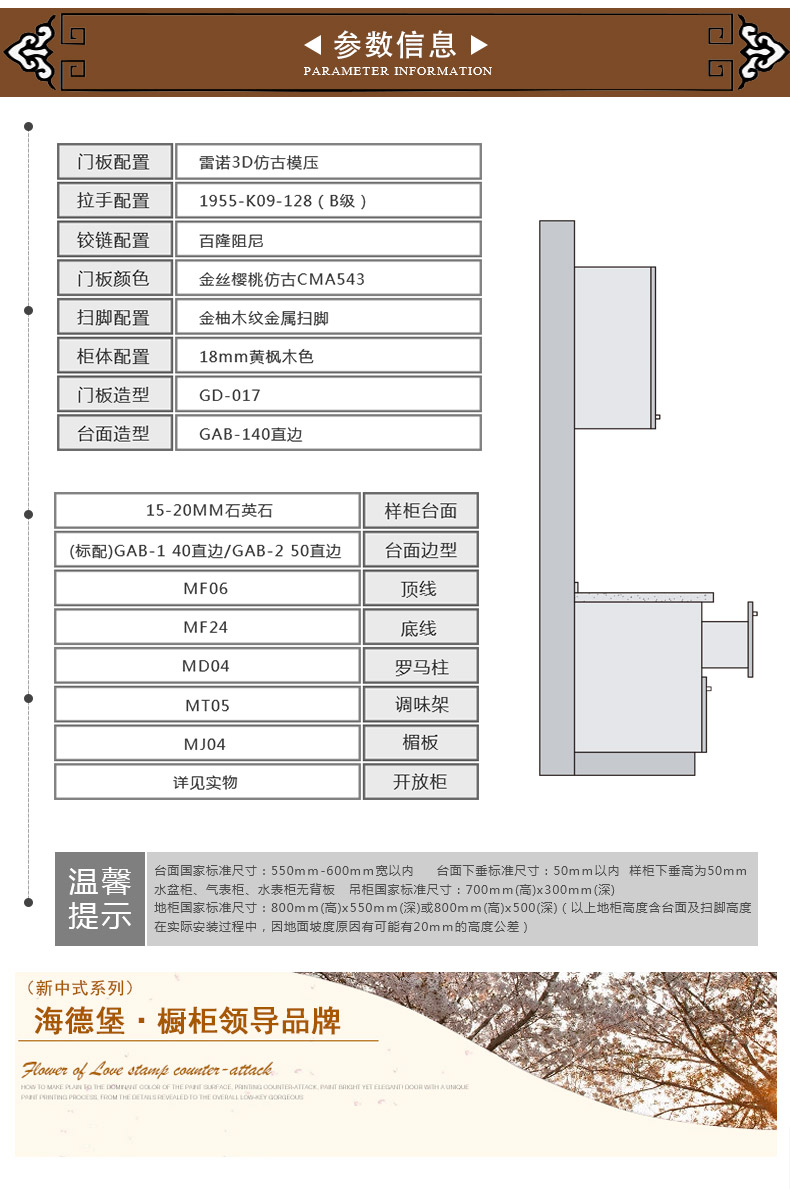 参数信息
PARAMETER INFORMATION
门板配置 雷诺3D仿古模压
拉手配置 1955-K09-128（B级）
铰链配置 百隆阻尼
门板颜色 金丝樱桃仿古CMA543
扫脚配置 金柚木纹金属扫脚
柜体配置 18mm黄枫木色
门板造型 GD-017
台面造型 GAB-140直边
15-20MM石英石 样柜台面
(标配)GAB-1 40直边/GAB-2 50直边 台面边型
MF06 顶线
MF24 底线
MD04 罗马柱
MT05 调味架
MJ04 楣板
详见实物 开放柜
温馨
提示
台面国家标准尺寸：550mm-600mm宽以内 台面下垂标准尺寸：50mm以内 样柜下垂高为50mm
水盆柜、气表柜、水表柜无背板 吊柜国家标准尺寸：700mm(高)x300mm(深)
地柜国家标准尺寸：800mm(高)x550mm(深)或800mm(高)x500(深)（以上地柜高度含台面及扫脚高度
在实际安装过程中，因地面坡度原因有可能有20mm的高度公差）
（新中式系列）
海德堡·橱柜领导品牌
Flower of Love stamp counter-attack
HOW TO MAKE PLAIN TO THE DOMINANT COLOR OF THE PAINT SURFACE, PRINTING COUNTER-ATTACK. PAINT BRIGHT YET ELEGANT! DOOR WITH A UNIQUE
PAINT PRINTING PROCESS, FROM THE DETAILS REVEALED TO THE OVERALL LOW-KEY GORGEOUS.